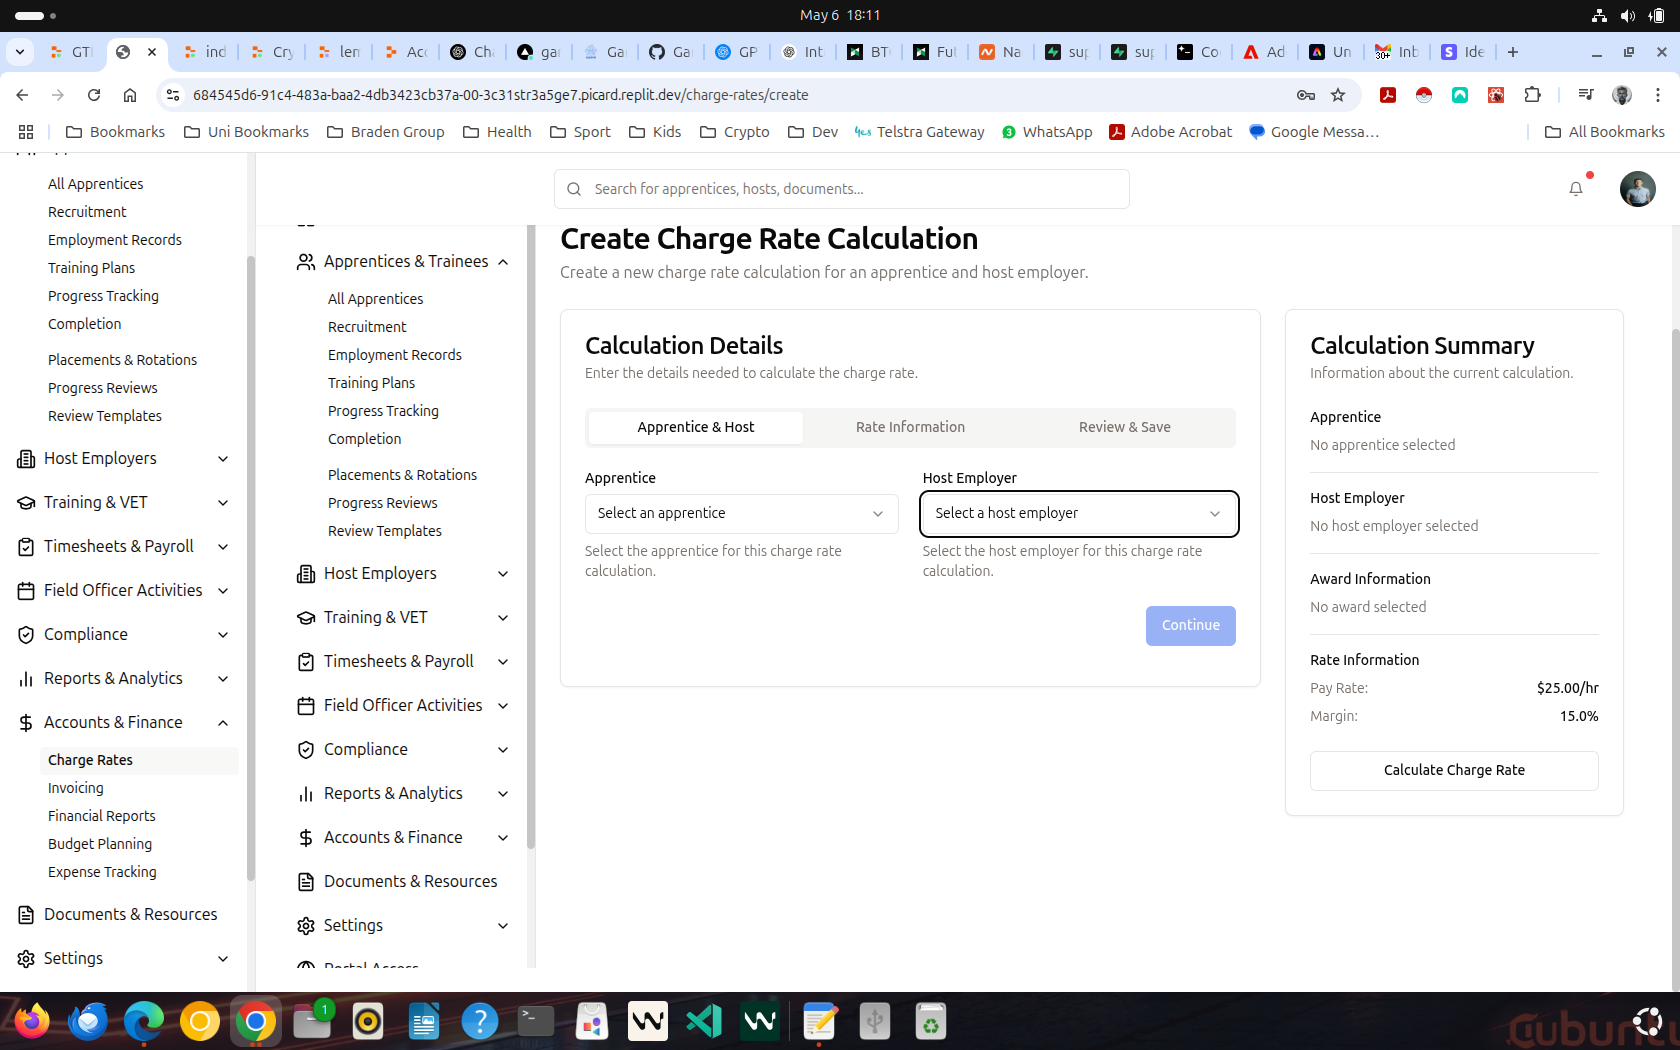 May 6 18:11
GTI
ind
Cry
len
Acc
Cha
gar
Ga
Gar
GP
Int
BT
Fut
Na
sup
sup
Co
Ad
Un
Inb
Ide
684545d6-91c4-483a-baa2-4db3423cb37a-00-3c31str3a5ge7.picard.replit.dev/charge-rates/create
Bookmarks
Uni Bookmarks
Braden Group
Health
Sport
Kids
Crypto
Dev
Telstra Gateway
WhatsApp
Adobe Acrobat
Google Messa...
All Bookmarks
All Apprentices
Recruitment
Employment Records
Training Plans
Progress Tracking
Completion
Placements & Rotations
Progress Reviews
Review Templates
Host Employers
Training & VET
Timesheets & Payroll
Field Officer Activities
Compliance
Reports & Analytics
Accounts & Finance
Charge Rates
Invoicing
Financial Reports
Budget Planning
Expense Tracking
Documents & Resources
Settings
Search for apprentices, hosts, documents...
Apprentices & Trainees
All Apprentices
Recruitment
Employment Records
Training Plans
Progress Tracking
Completion
Placements & Rotations
Progress Reviews
Review Templates
Host Employers
Training & VET
Timesheets & Payroll
Field Officer Activities
Compliance
Reports & Analytics
Accounts & Finance
Documents & Resources
Settings
Portal Access
Create Charge Rate Calculation
Create a new charge rate calculation for an apprentice and host employer.
Calculation Details
Enter the details needed to calculate the charge rate.
Apprentice & Host
Rate Information
Review & Save
Apprentice
Select an apprentice
Select the apprentice for this charge rate
calculation.
Host Employer
Select a host employer
Select the host employer for this charge rate
calculation.
Continue
Calculation Summary
Information about the current calculation.
Apprentice
No apprentice selected
Host Employer
No host employer selected
Award Information
No award selected
Rate Information
Pay Rate: $25.00/hr
Margin: 15.0%
Calculate Charge Rate
1